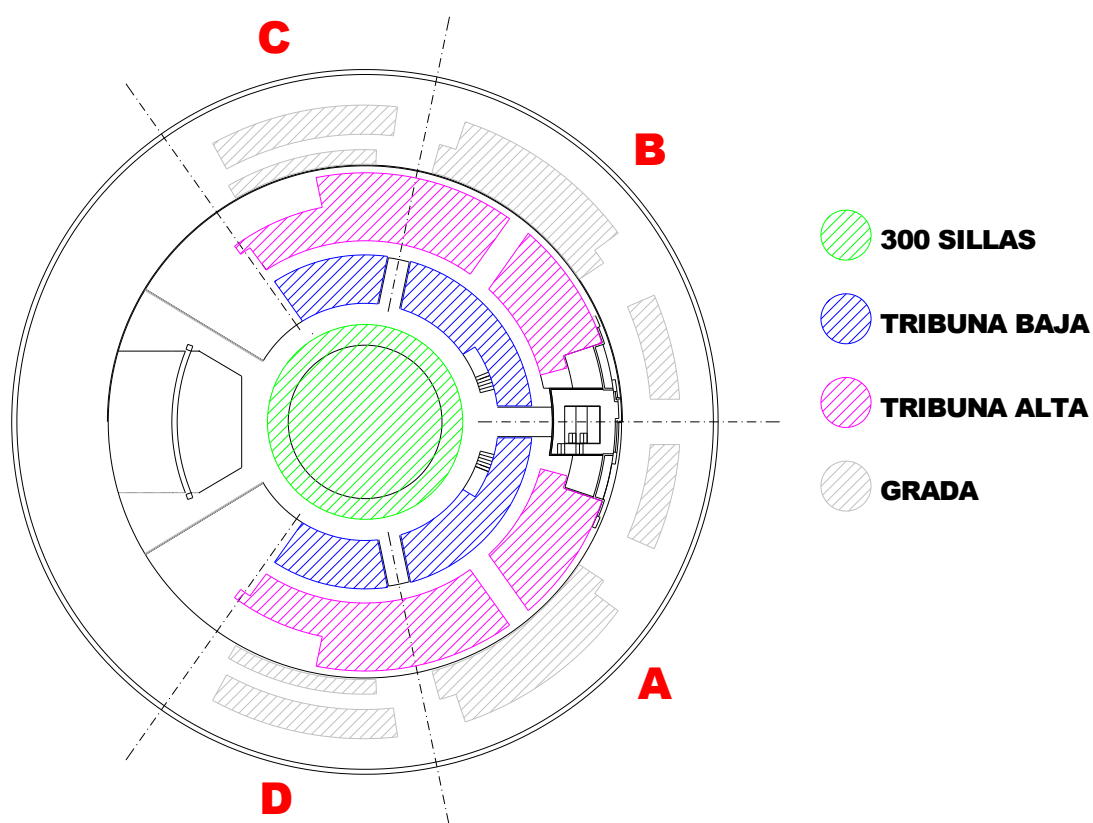 C
B
300 SILLAS
TRIBUNA BAJA
TRIBUNA ALTA
GRADA
A
D